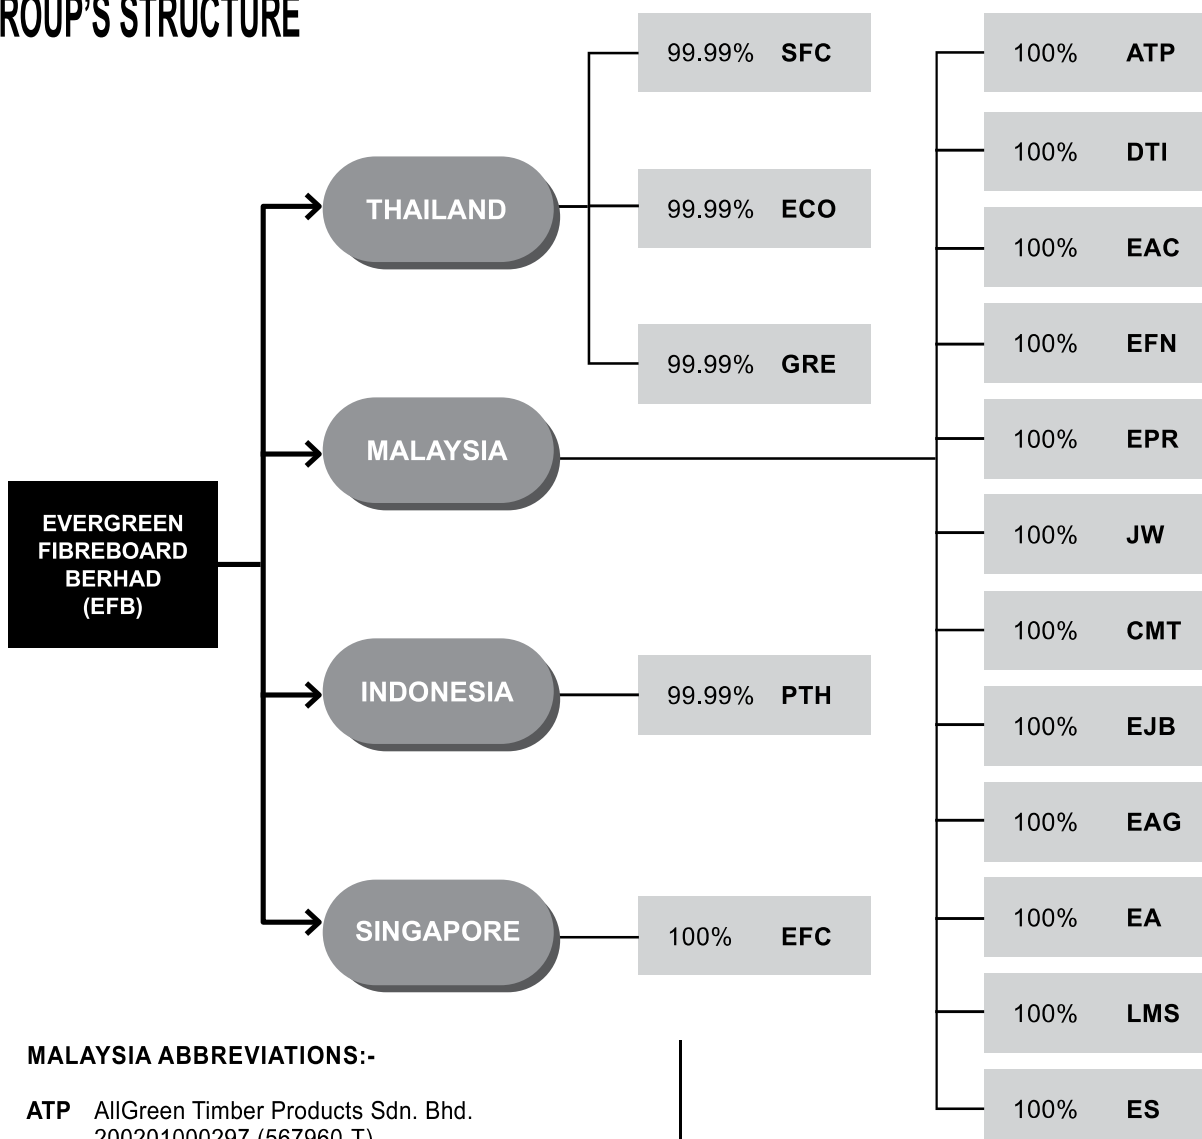 ROUP'S STRUCTURE
EVERGREEN
FIBREBOARD
BERHAD
(EFB)
THAILAND
99.99% SFC
99.99% ECO
99.99% GRE
MALAYSIA
100% ATP
100% DTI
100% EAC
100% EFN
100% EPR
100% JW
100% CMT
100% EJB
100% EAG
100% EA
100% LMS
100% ES
INDONESIA
99.99% PTH
SINGAPORE
100% EFC
MALAYSIA ABBREVIATIONS:-
ATP AllGreen Timber Products Sdn. Bhd.
200201000297 (567960-T)